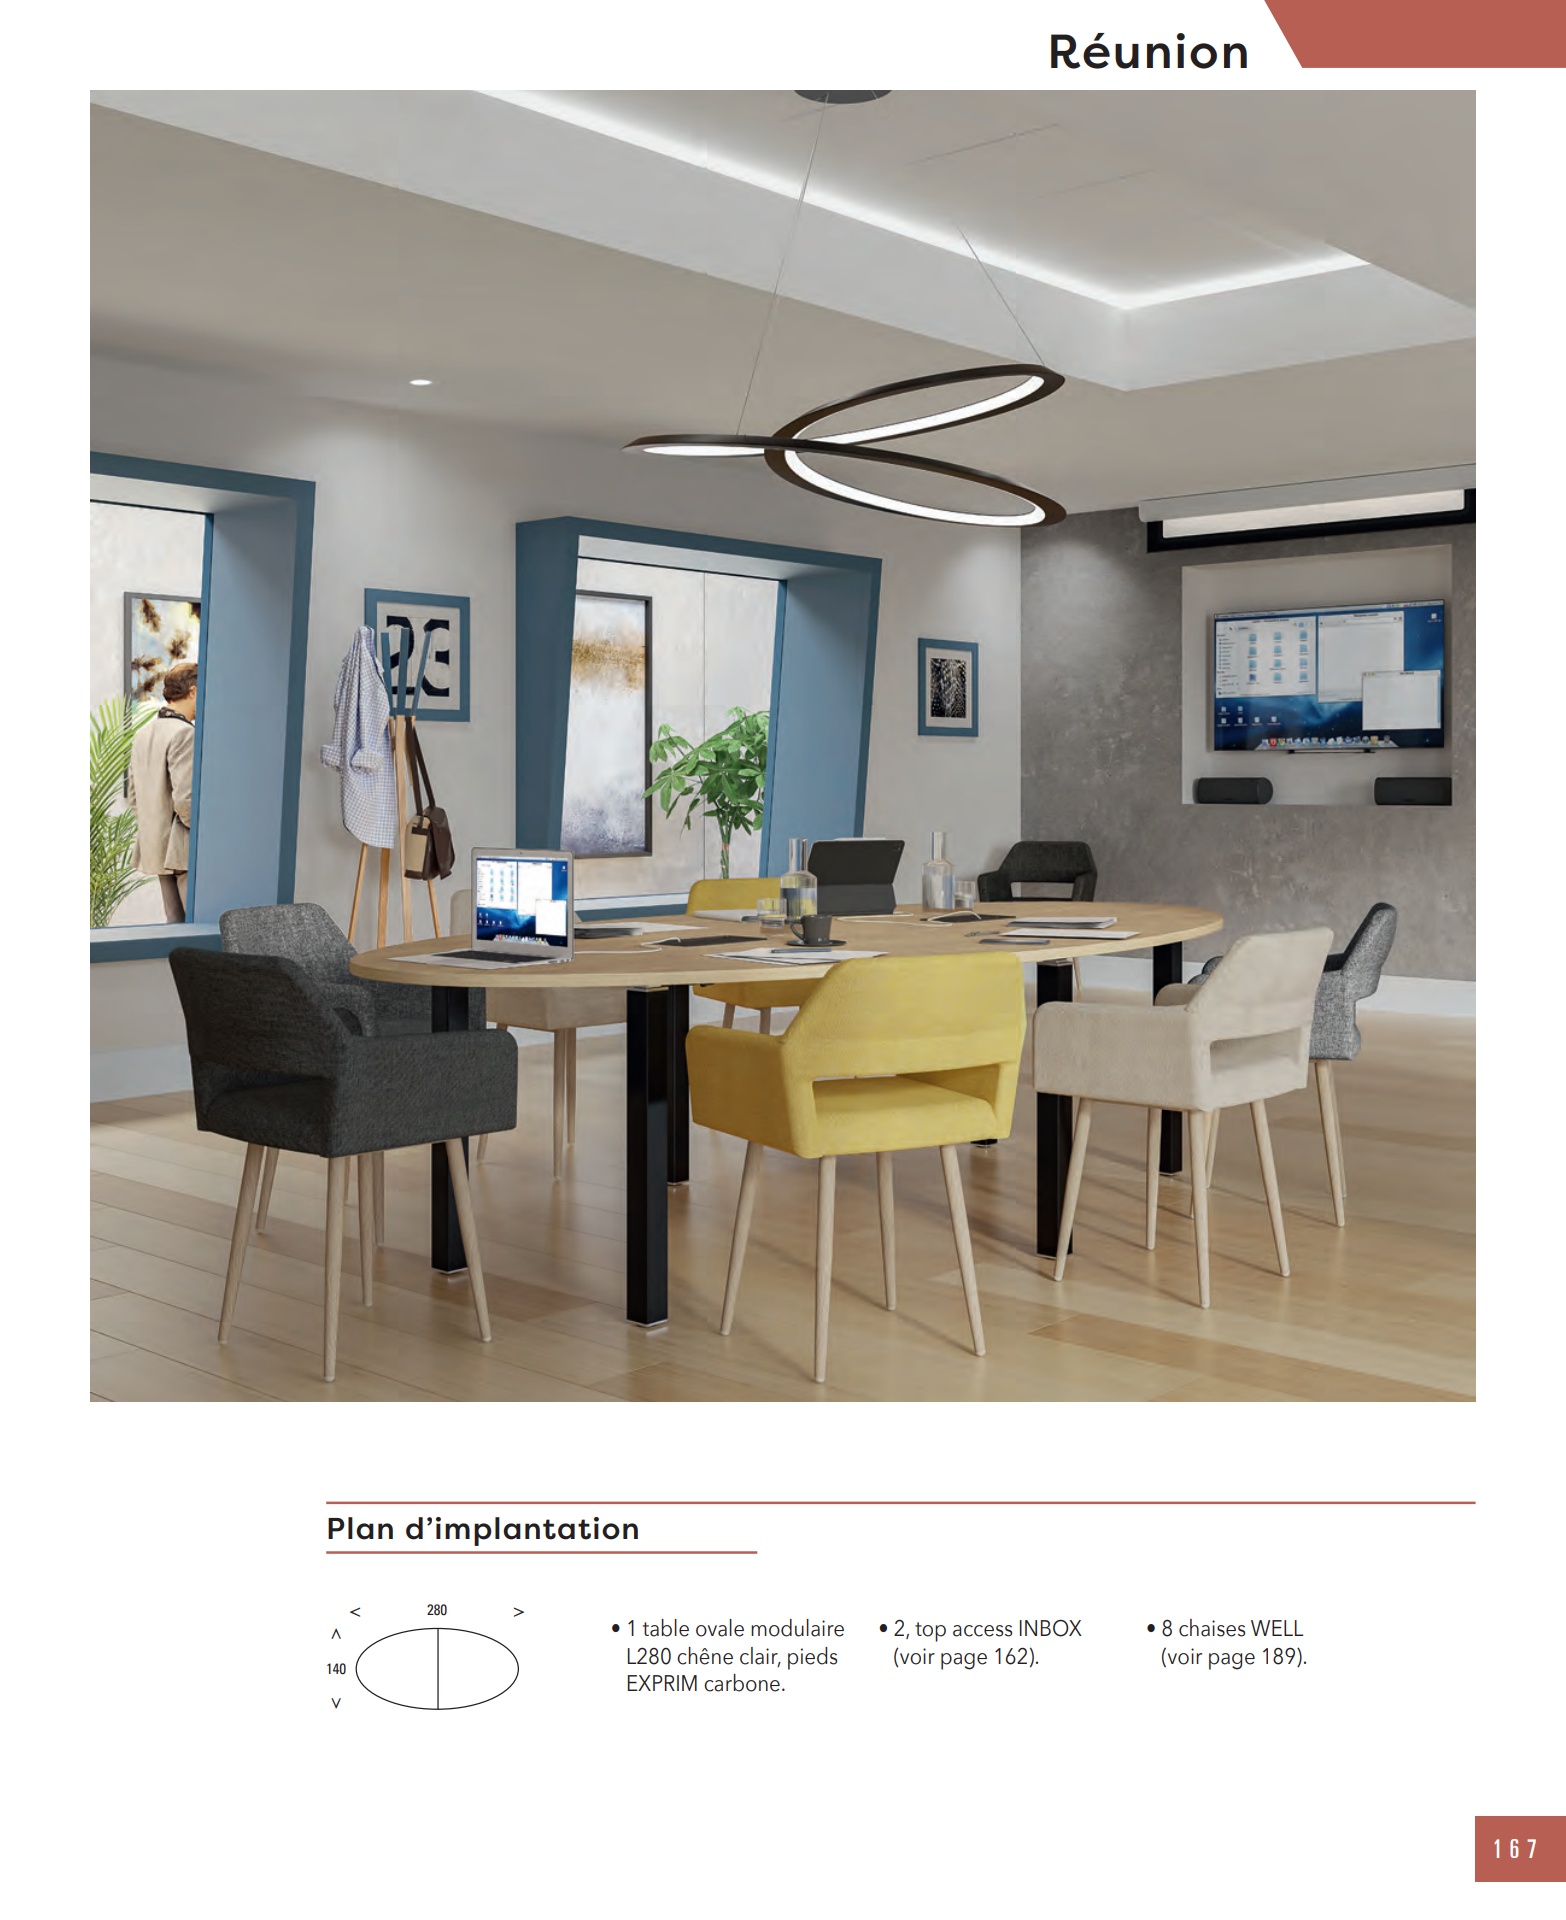 Réunion
23
Plan d’implantation
< 280 >
<
140
>
• 1 table ovale modulaire
L280 chêne clair, pieds
EXPRIM carbone.
• 2, top access INBOX
(voir page 162).
• 8 chaises WELL
(voir page 189).
167